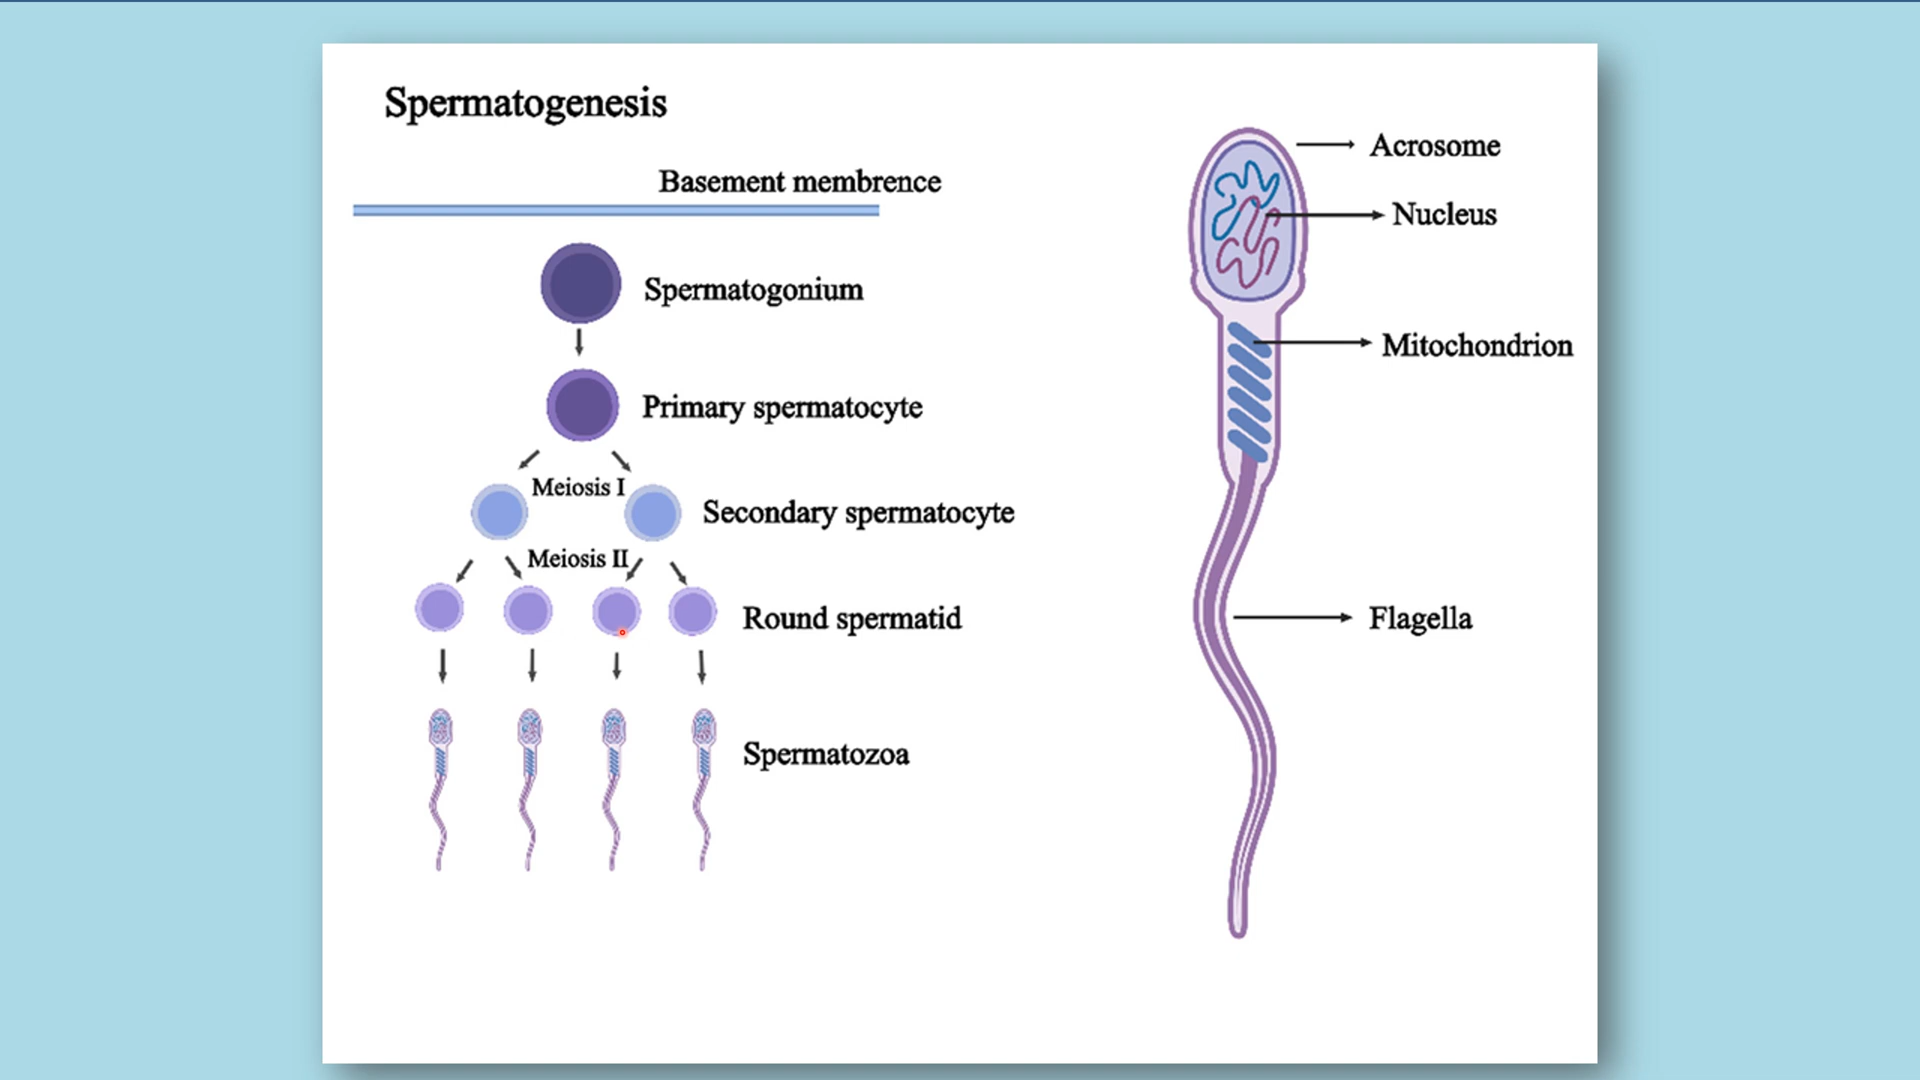 Spermatogenesis
Basement membrence
Spermatogonium
Primary spermatocyte
Meiosis I
Secondary spermatocyte
Meiosis II
Round spermatid
Spermatozoa
Acrosome
Nucleus
Mitochondrion
Flagella